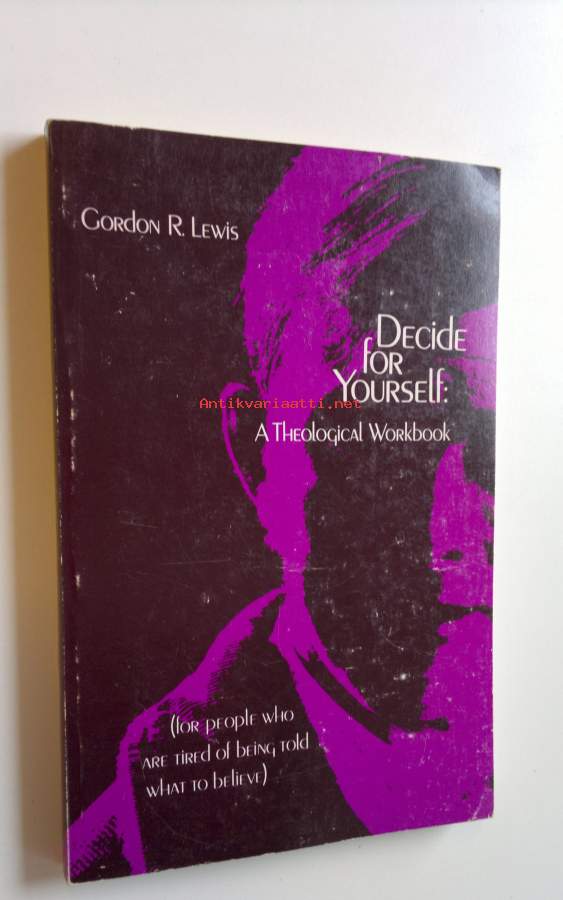 Gordon R. Lewis
Decide
for
Yourself:
Antikvariaatti.net
A Theological Workbook
(for people who
are tired of being told
what to believe)